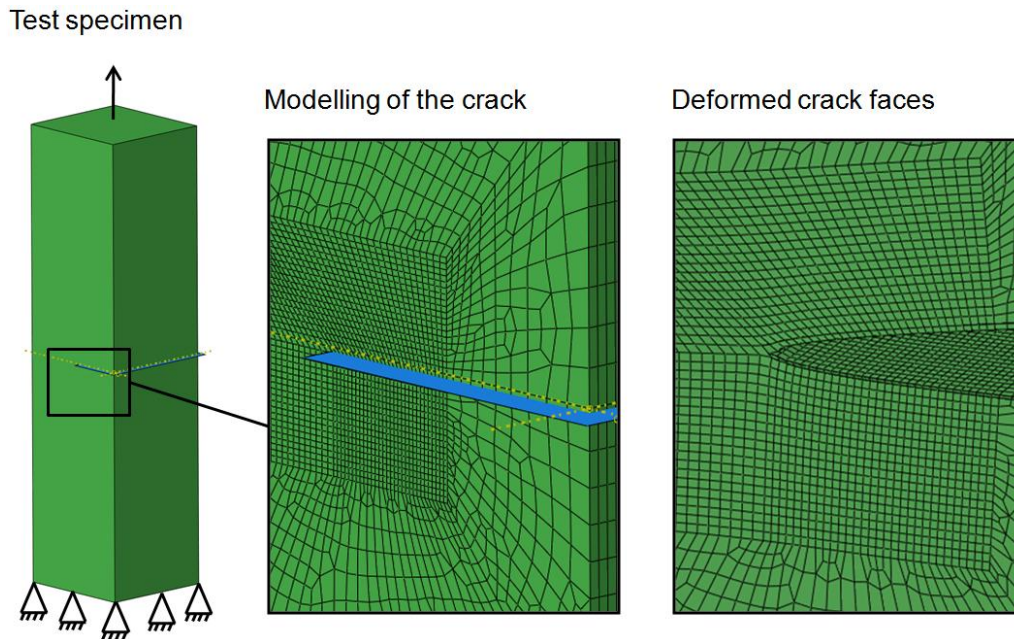 Test specimen
Modelling of the crack
Deformed crack faces